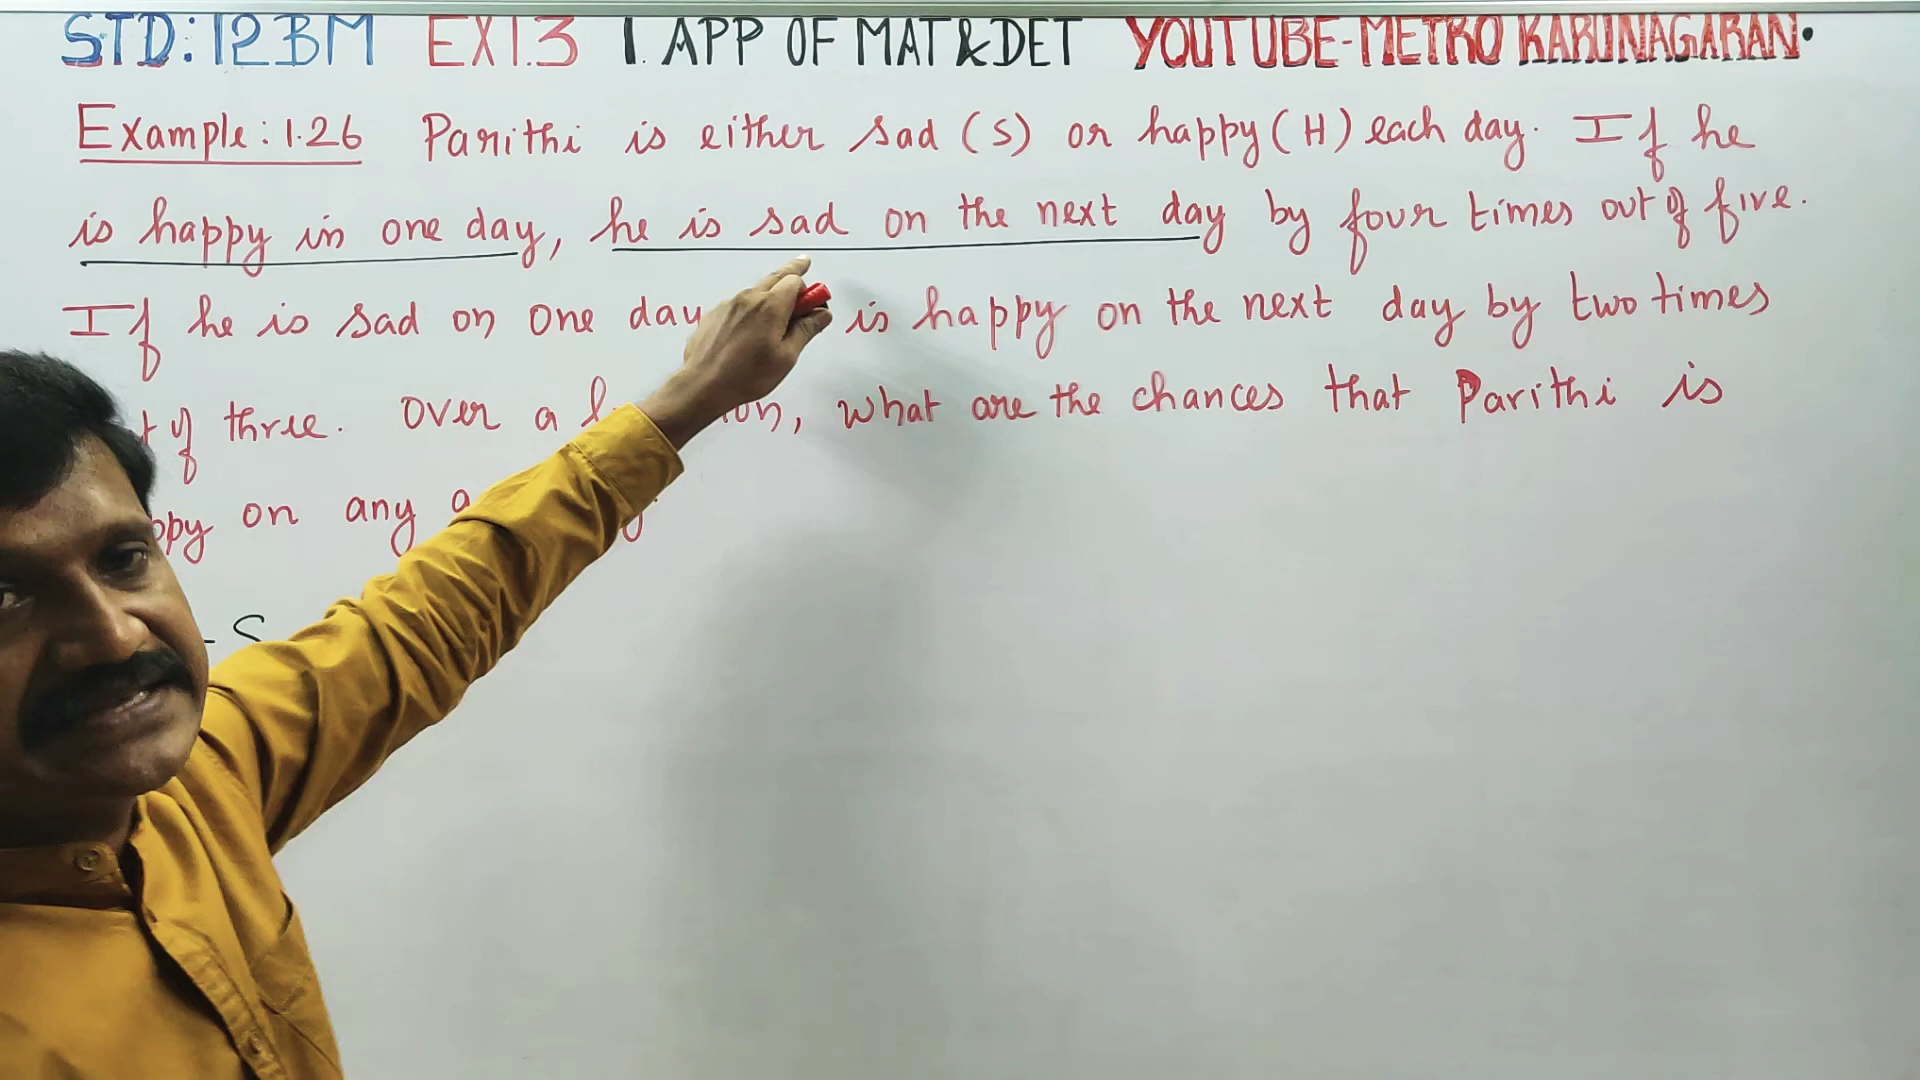 STD:12BM EX1.3 1. APP OF MAT & DET YOUTUBE-METRO KARUNAGARAN.
Example:1.26 Parithi is either sad (S) or happy (H) each day. If he
is happy in one day, he is sad on the next day by four times out of five.
If he is sad on one day is happy on the next day by two times
of three. Over a what are the chances that Parithi is
on any
S